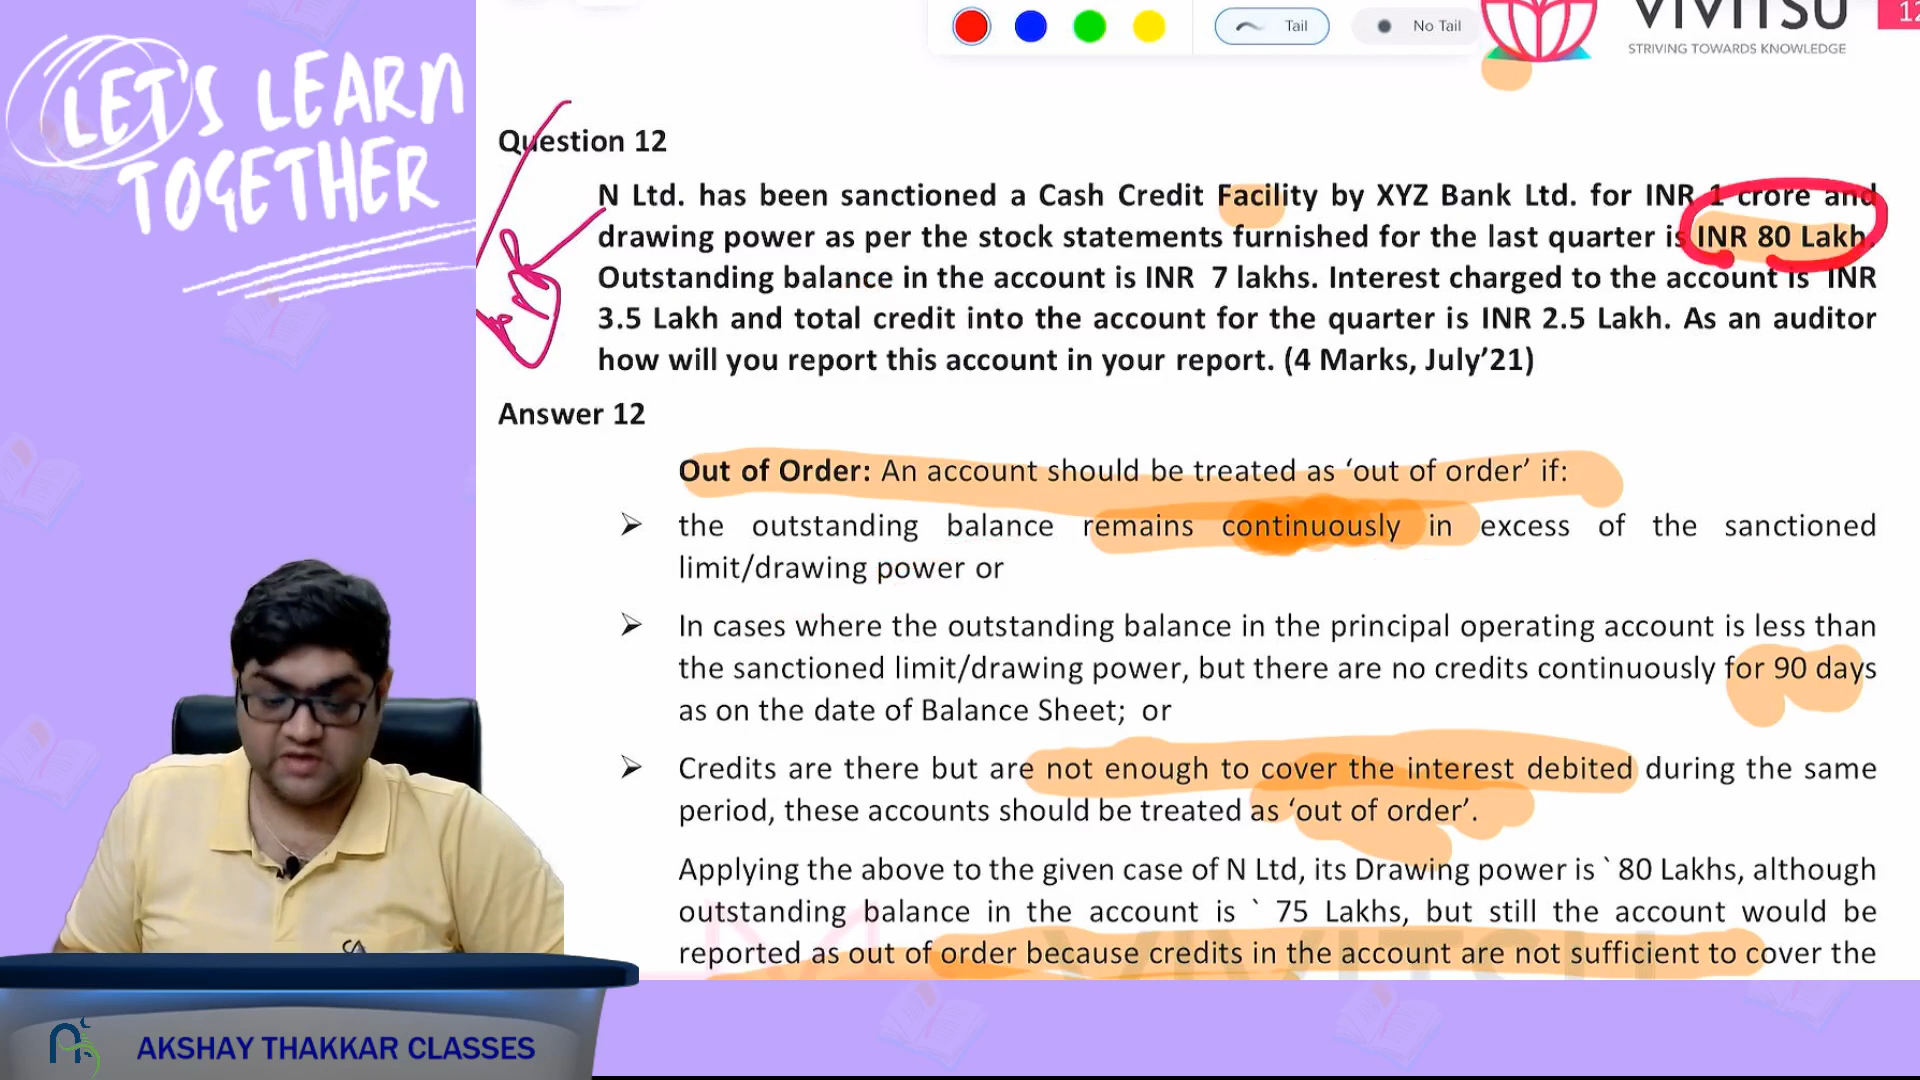 LET'S LEARN
TOGETHER
Tail
No Tail
VIVITSU
STRIVING TOWARDS KNOWLEDGE
12
Question 12
N Ltd. has been sanctioned a Cash Credit Facility by XYZ Bank Ltd. for INR 1 crore and
drawing power as per the stock statements furnished for the last quarter is INR 80 Lakh.
Outstanding balance in the account is INR 7 lakhs. Interest charged to the account is INR
3.5 Lakh and total credit into the account for the quarter is INR 2.5 Lakh. As an auditor
how will you report this account in your report. (4 Marks, July’21)
Answer 12
Out of Order: An account should be treated as ‘out of order’ if:
➢ the outstanding balance remains continuously in excess of the sanctioned
limit/drawing power or
➢ In cases where the outstanding balance in the principal operating account is less than
the sanctioned limit/drawing power, but there are no credits continuously for 90 days
as on the date of Balance Sheet; or
➢ Credits are there but are not enough to cover the interest debited during the same
period, these accounts should be treated as ‘out of order’.
Applying the above to the given case of N Ltd, its Drawing power is ` 80 Lakhs, although
outstanding balance in the account is ` 75 Lakhs, but still the account would be
reported as out of order because credits in the account are not sufficient to cover the
CA
AKSHAY THAKKAR CLASSES